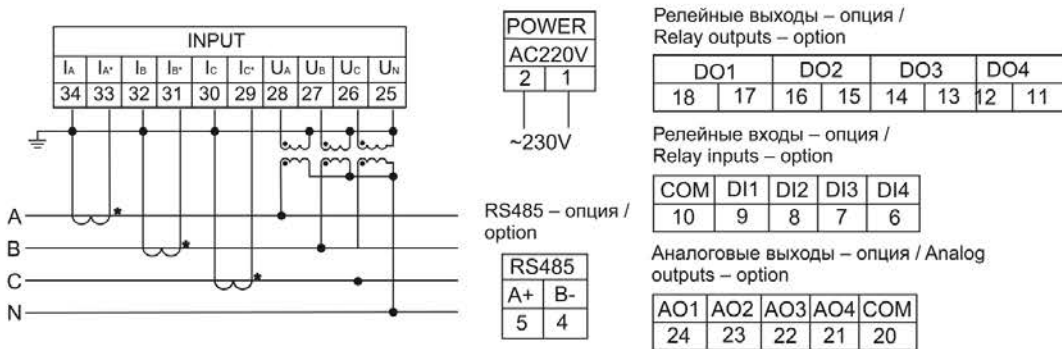 INPUT
IA IA* IB IB* IC IC* UA UB UC UN
34 33 32 31 30 29 28 27 26 25
A
*
B
*
C
*
N
POWER
AC220V
2 1
~230V
RS485 – опция /
option
RS485
A+ B-
5 4
Релейные выходы – опция /
Relay outputs – option
DO1 DO2 DO3 DO4
18 17 16 15 14 13 12 11
Релейные входы – опция /
Relay inputs – option
COM DI1 DI2 DI3 DI4
10 9 8 7 6
Аналоговые выходы – опция / Analog
outputs – option
AO1 AO2 AO3 AO4 COM
24 23 22 21 20